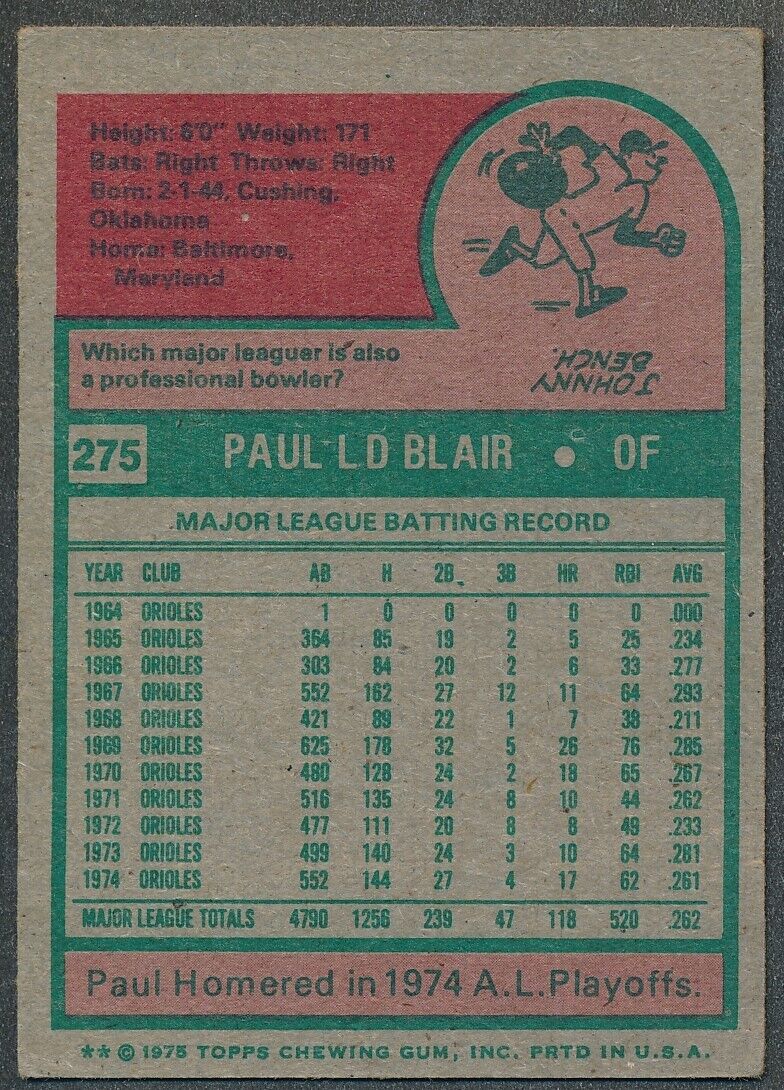 Height: 6'0" Weight: 171
Bats: Right Throws: Right
Born: 2-1-44, Cushing,
Oklahoma
Home: Baltimore,
Maryland
Which major leaguer is also
a professional bowler?
JOHNNY
BENCH.
275 PAUL L D BLAIR • OF
MAJOR LEAGUE BATTING RECORD
YEAR CLUB AB H 2B 3B HR RBI AVG
1964 ORIOLES 1 0 0 0 0 0 .000
1965 ORIOLES 364 85 19 2 5 25 .234
1966 ORIOLES 303 84 20 2 6 33 .277
1967 ORIOLES 552 162 27 12 11 64 .293
1968 ORIOLES 421 89 22 1 7 38 .211
1969 ORIOLES 625 178 32 5 26 76 .285
1970 ORIOLES 480 128 24 2 18 65 .267
1971 ORIOLES 516 135 24 8 10 44 .262
1972 ORIOLES 477 111 20 8 8 49 .233
1973 ORIOLES 499 140 24 3 10 64 .281
1974 ORIOLES 552 144 27 4 17 62 .261
MAJOR LEAGUE TOTALS 4790 1256 239 47 118 520 .262
Paul Homered in 1974 A.L. Playoffs.
** © 1975 TOPPS CHEWING GUM, INC. PRTD IN U.S.A.